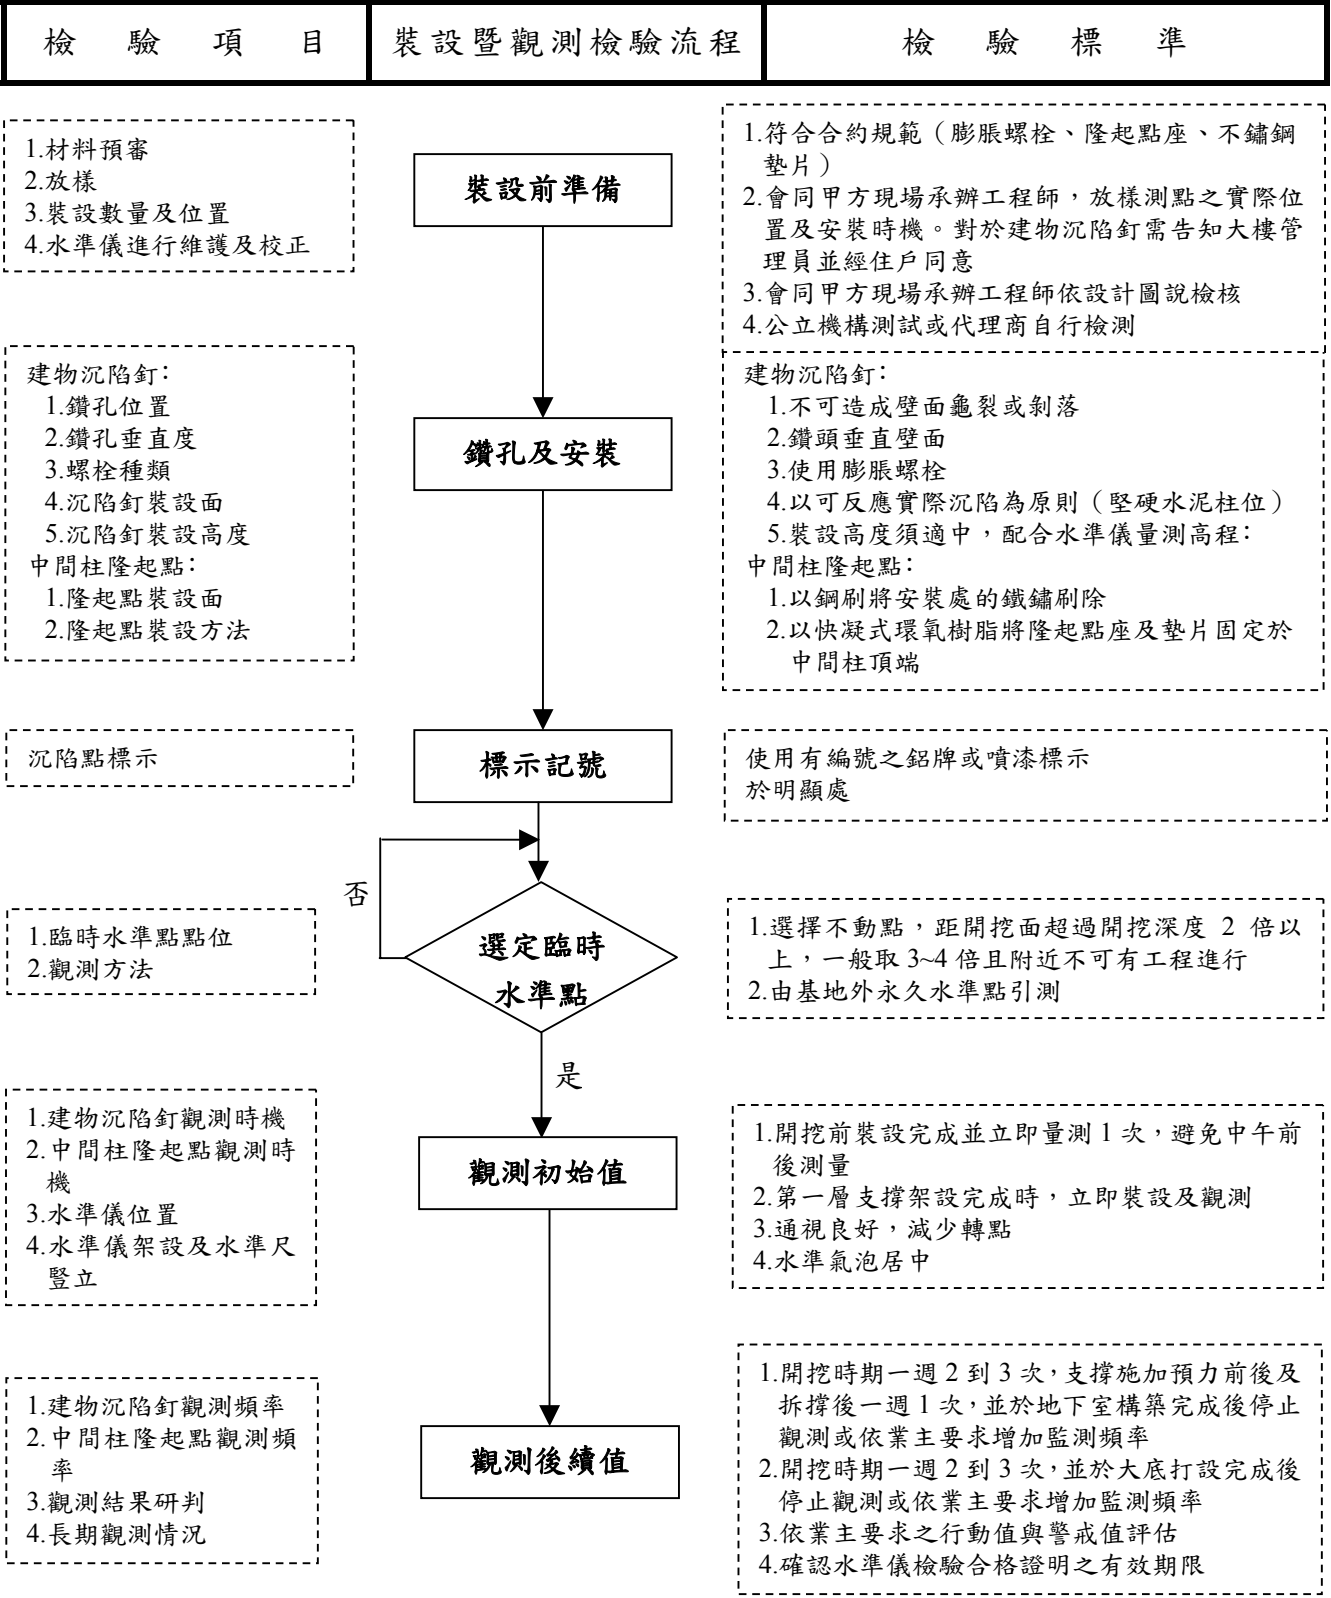 檢驗項目
裝設暨觀測檢驗流程
檢驗標準
1.材料預審
2.放樣
3.裝設數量及位置
4.水準儀進行維護及校正
裝設前準備
1.符合合約規範（膨脹螺栓、隆起點座、不鏽鋼
墊片）
2.會同甲方現場承辦工程師，放樣測點之實際位
置及安裝時機。對於建物沉陷釘需告知大樓管
理員並經住戶同意
3.會同甲方現場承辦工程師依設計圖說檢核
4.公立機構測試或代理商自行檢測
建物沉陷釘：
1.鑽孔位置
2.鑽孔垂直度
3.螺栓種類
4.沉陷釘裝設面
5.沉陷釘裝設高度
中間柱隆起點：
1.隆起點裝設面
2.隆起點裝設方法
鑽孔及安裝
建物沉陷釘：
1.不可造成壁面龜裂或剝落
2.鑽頭垂直壁面
3.使用膨脹螺栓
4.以可反應實際沉陷為原則（堅硬水泥柱位）
5.裝設高度須適中，配合水準儀量測高程：
中間柱隆起點：
1.以鋼刷將安裝處的鐵鏽刷除
2.以快凝式環氧樹脂將隆起點座及墊片固定於
中間柱頂端
沉陷點標示
標示記號
使用有編號之鋁牌或噴漆標示
於明顯處
否
1.臨時水準點點位
2.觀測方法
選定臨時
水準點
1.選擇不動點，距開挖面超過開挖深度 2 倍以
上，一般取 3~4 倍且附近不可有工程進行
2.由基地外永久水準點引測
是
1.建物沉陷釘觀測時機
2.中間柱隆起點觀測時
機
3.水準儀位置
4.水準儀架設及水準尺
豎立
觀測初始值
1.開挖前裝設完成並立即量測 1 次，避免中午前
後測量
2.第一層支撐架設完成時，立即裝設及觀測
3.通視良好，減少轉點
4.水準氣泡居中
1.建物沉陷釘觀測頻率
2.中間柱隆起點觀測頻
率
3.觀測結果研判
4.長期觀測情況
觀測後續值
1.開挖時期一週 2 到 3 次，支撐施加預力前後及
拆撐後一週 1 次，並於地下室構築完成後停止
觀測或依業主要求增加監測頻率
2.開挖時期一週 2 到 3 次，並於大底打設完成後
停止觀測或依業主要求增加監測頻率
3.依業主要求之行動值與警戒值評估
4.確認水準儀檢驗合格證明之有效期限